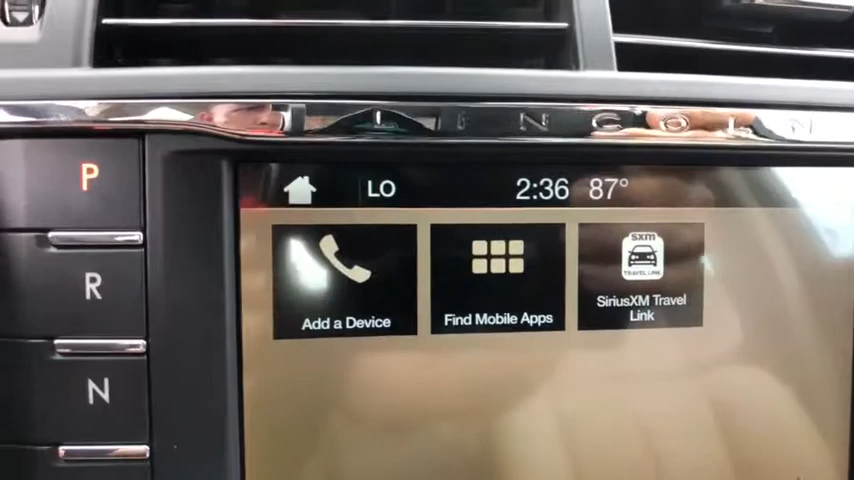 LINCOLN
P
R
N
LO
2:36
87°
Add a Device
Find Mobile Apps
sxm
TRAVEL LINK
SiriusXM Travel
Link